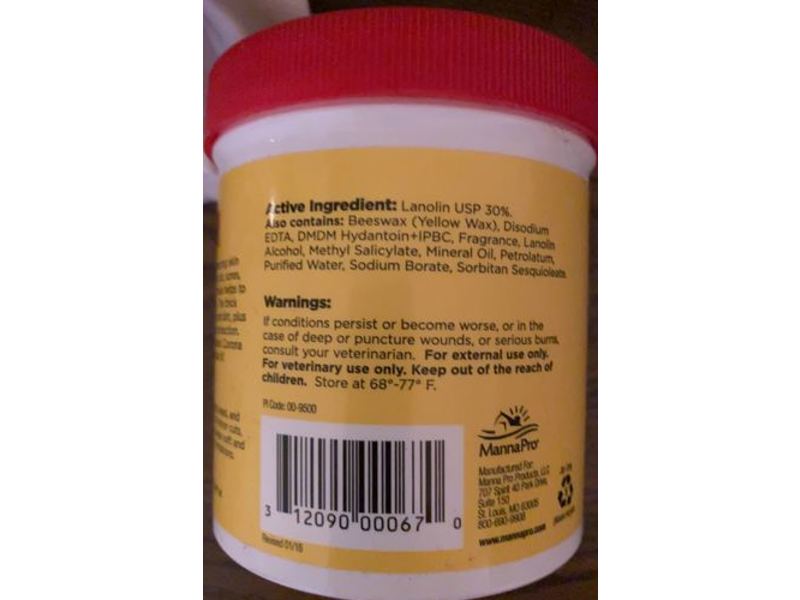 Active Ingredient: Lanolin USP 30%.
Also contains: Beeswax (Yellow Wax), Disodium
EDTA, DMDM Hydantoin+IPBC, Fragrance, Lanolin
Alcohol, Methyl Salicylate, Mineral Oil, Petrolatum,
Purified Water, Sodium Borate, Sorbitan Sesquioleate.
Warnings:
If conditions persist or become worse, or in the
case of deep or puncture wounds, or serious burns,
consult your veterinarian. For external use only.
For veterinary use only. Keep out of the reach of
children. Store at 68°-77° F.
PI Code: 00-9500
3 12090 00067 0
Revised 01/16
MannaPro
Manufactured For:
Manna Pro Products, LLC
707 Spirit 40 Park Drive,
Suite 150
St. Louis, MO 63005
800-690-9908
www.mannapro.com